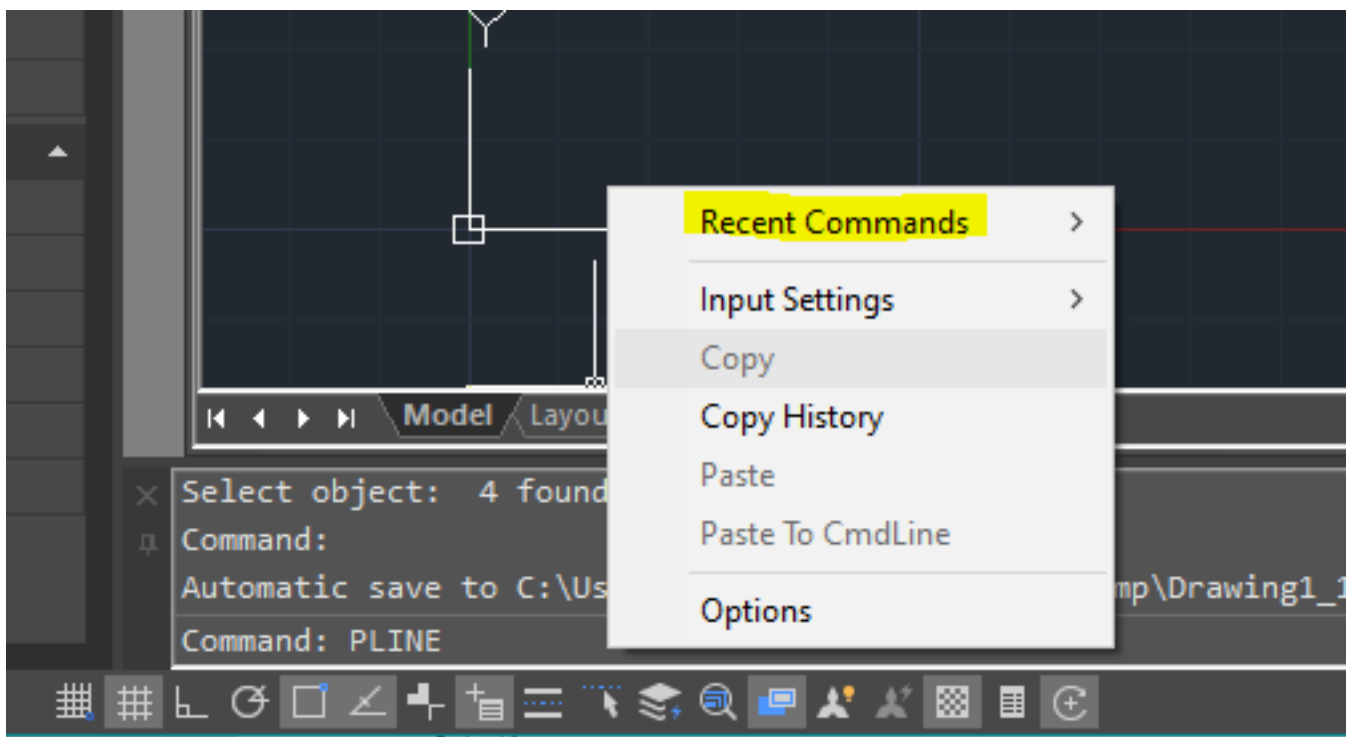 Recent Commands
Input Settings
Copy
Copy History
Paste
Paste To CmdLine
Options
Model
Layou
Select object:  4 found
Command:
Automatic save to C:\Us
mp\Drawing1_1
Command: PLINE